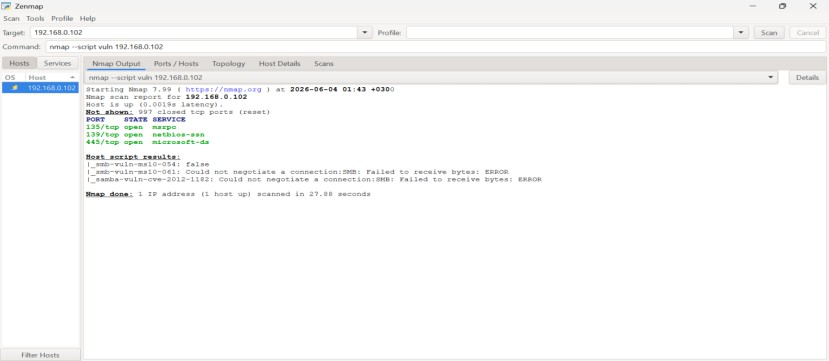 Zenmap
Scan Tools Profile Help
Target: 192.168.0.102 Profile: Scan Cancel
Command: nmap --script vuln 192.168.0.102
Hosts Services Nmap Output Ports / Hosts Topology Host Details Scans
OS Host nmap --script vuln 192.168.0.102 Details
192.168.0.102
Starting Nmap 7.99 ( https://nmap.org ) at 2026-06-04 01:43 +0300
Nmap scan report for 192.168.0.102
Host is up (0.0019s latency).
Not shown: 997 closed tcp ports (reset)
PORT STATE SERVICE
135/tcp open msrpc
139/tcp open netbios-ssn
445/tcp open microsoft-ds
Host script results:
|_smb-vuln-ms10-054: false
|_smb-vuln-ms10-061: Could not negotiate a connection:SMB: Failed to receive bytes: ERROR
|_samba-vuln-cve-2012-1182: Could not negotiate a connection:SMB: Failed to receive bytes: ERROR
Nmap done: 1 IP address (1 host up) scanned in 27.88 seconds
Filter Hosts